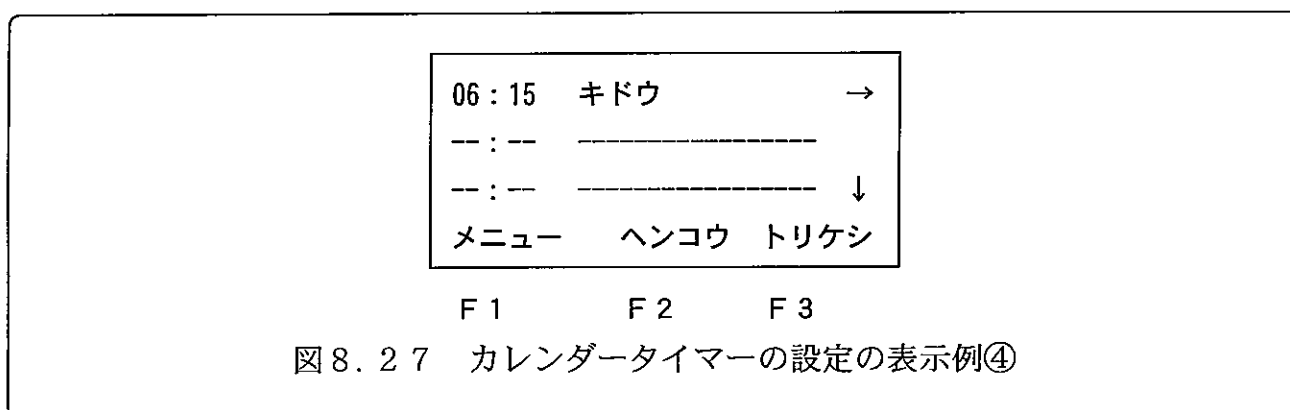 06：15 キドウ →
--：-- -----------------
--：-- ----------------- ↓
メニュー ヘンコウ トリケシ
Ｆ１ Ｆ２ Ｆ３
図８．２７ カレンダータイマーの設定の表示例④